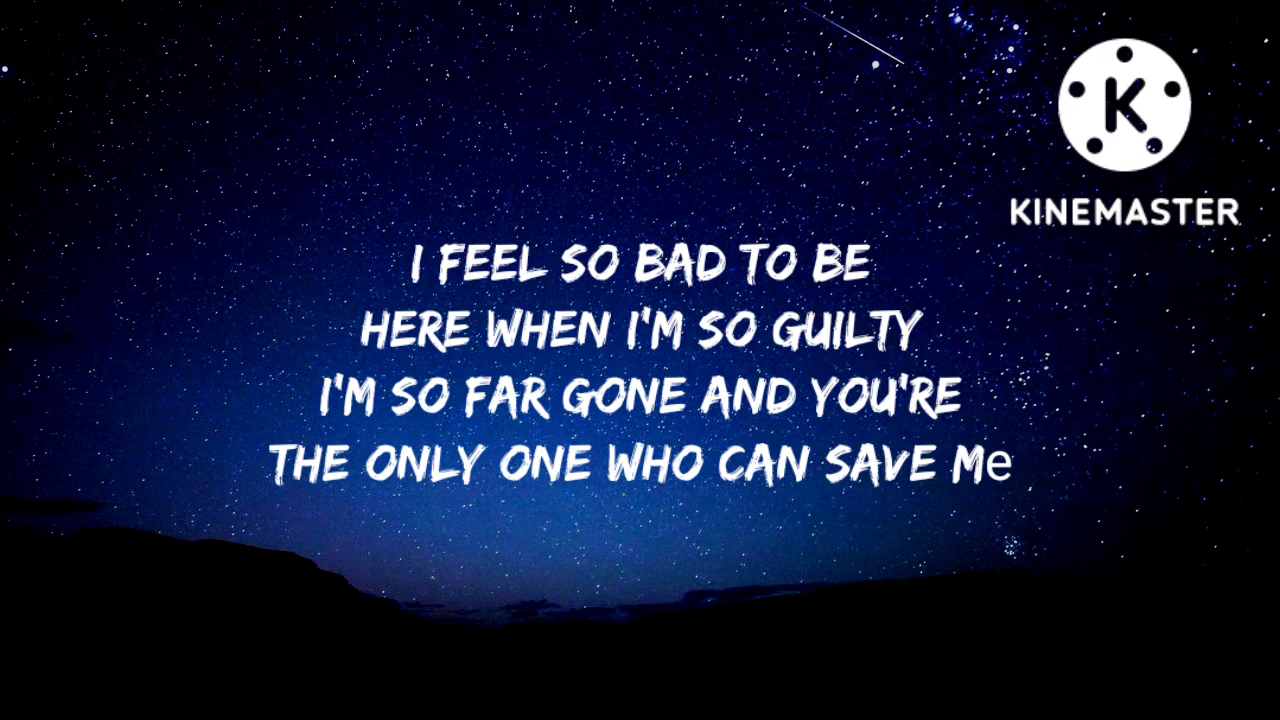 K
KINEMASTER
I FEEL SO BAD TO BE
HERE WHEN I'M SO GUILTY
I'M SO FAR GONE AND YOU'RE
THE ONLY ONE WHO CAN SAVE Me